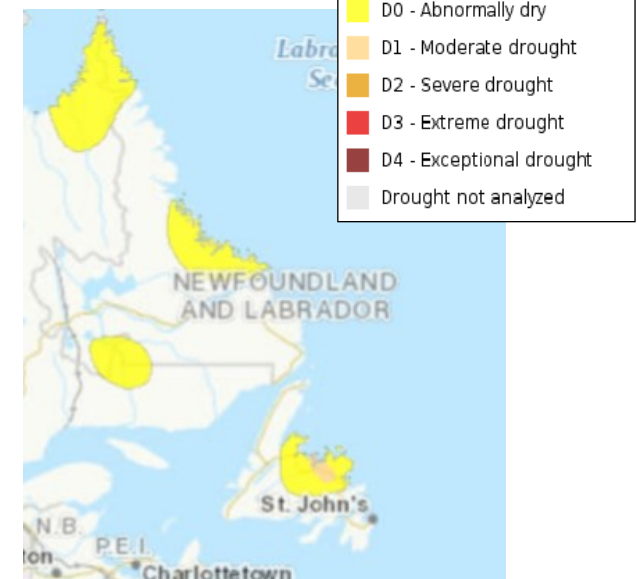 D0 - Abnormally dry
D1 - Moderate drought
D2 - Severe drought
D3 - Extreme drought
D4 - Exceptional drought
Drought not analyzed
NEWFOUNDLAND
AND LABRADOR
St. John's
N.B.
P.E.I.
Charlottetown